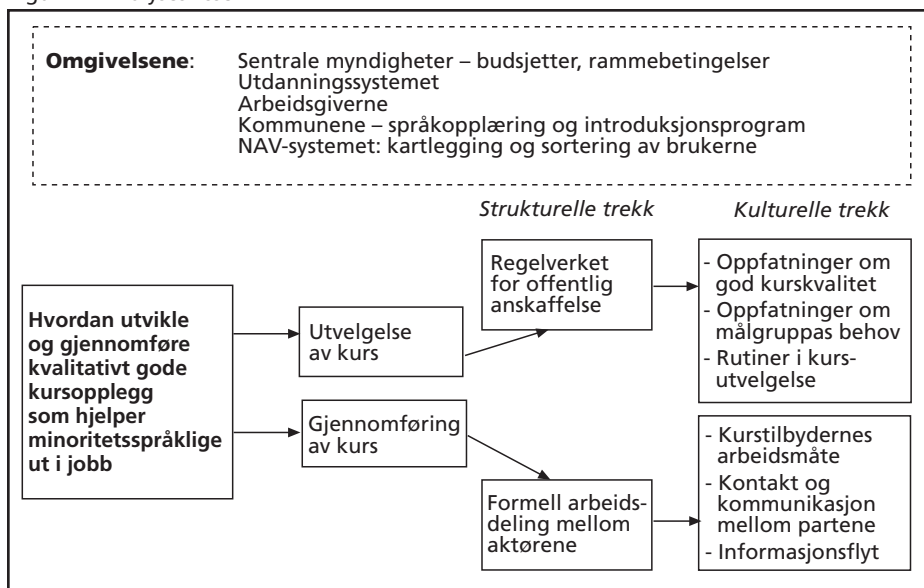 Omgivelsene: Sentrale myndigheter – budsjetter, rammebetingelser
Utdanningssystemet
Arbeidsgiverne
Kommunene – språkopplæring og introduksjonsprogram
NAV-systemet: kartlegging og sortering av brukerne
Strukturelle trekk
Kulturelle trekk
Hvordan utvikle
og gjennomføre
kvalitativt gode
kursopplegg
som hjelper
minoritetsspråklige
ut i jobb
Utvelgelse
av kurs
Regelverket
for offentlig
anskaffelse
- Oppfatninger om
god kurskvalitet
- Oppfatninger om
målgruppas behov
- Rutiner i kurs-
utvelgelse
Gjennomføring
av kurs
Formell arbeids-
deling mellom
aktørene
- Kurstilbydernes
arbeidsmåte
- Kontakt og
kommunikasjon
mellom partene
- Informasjonsflyt